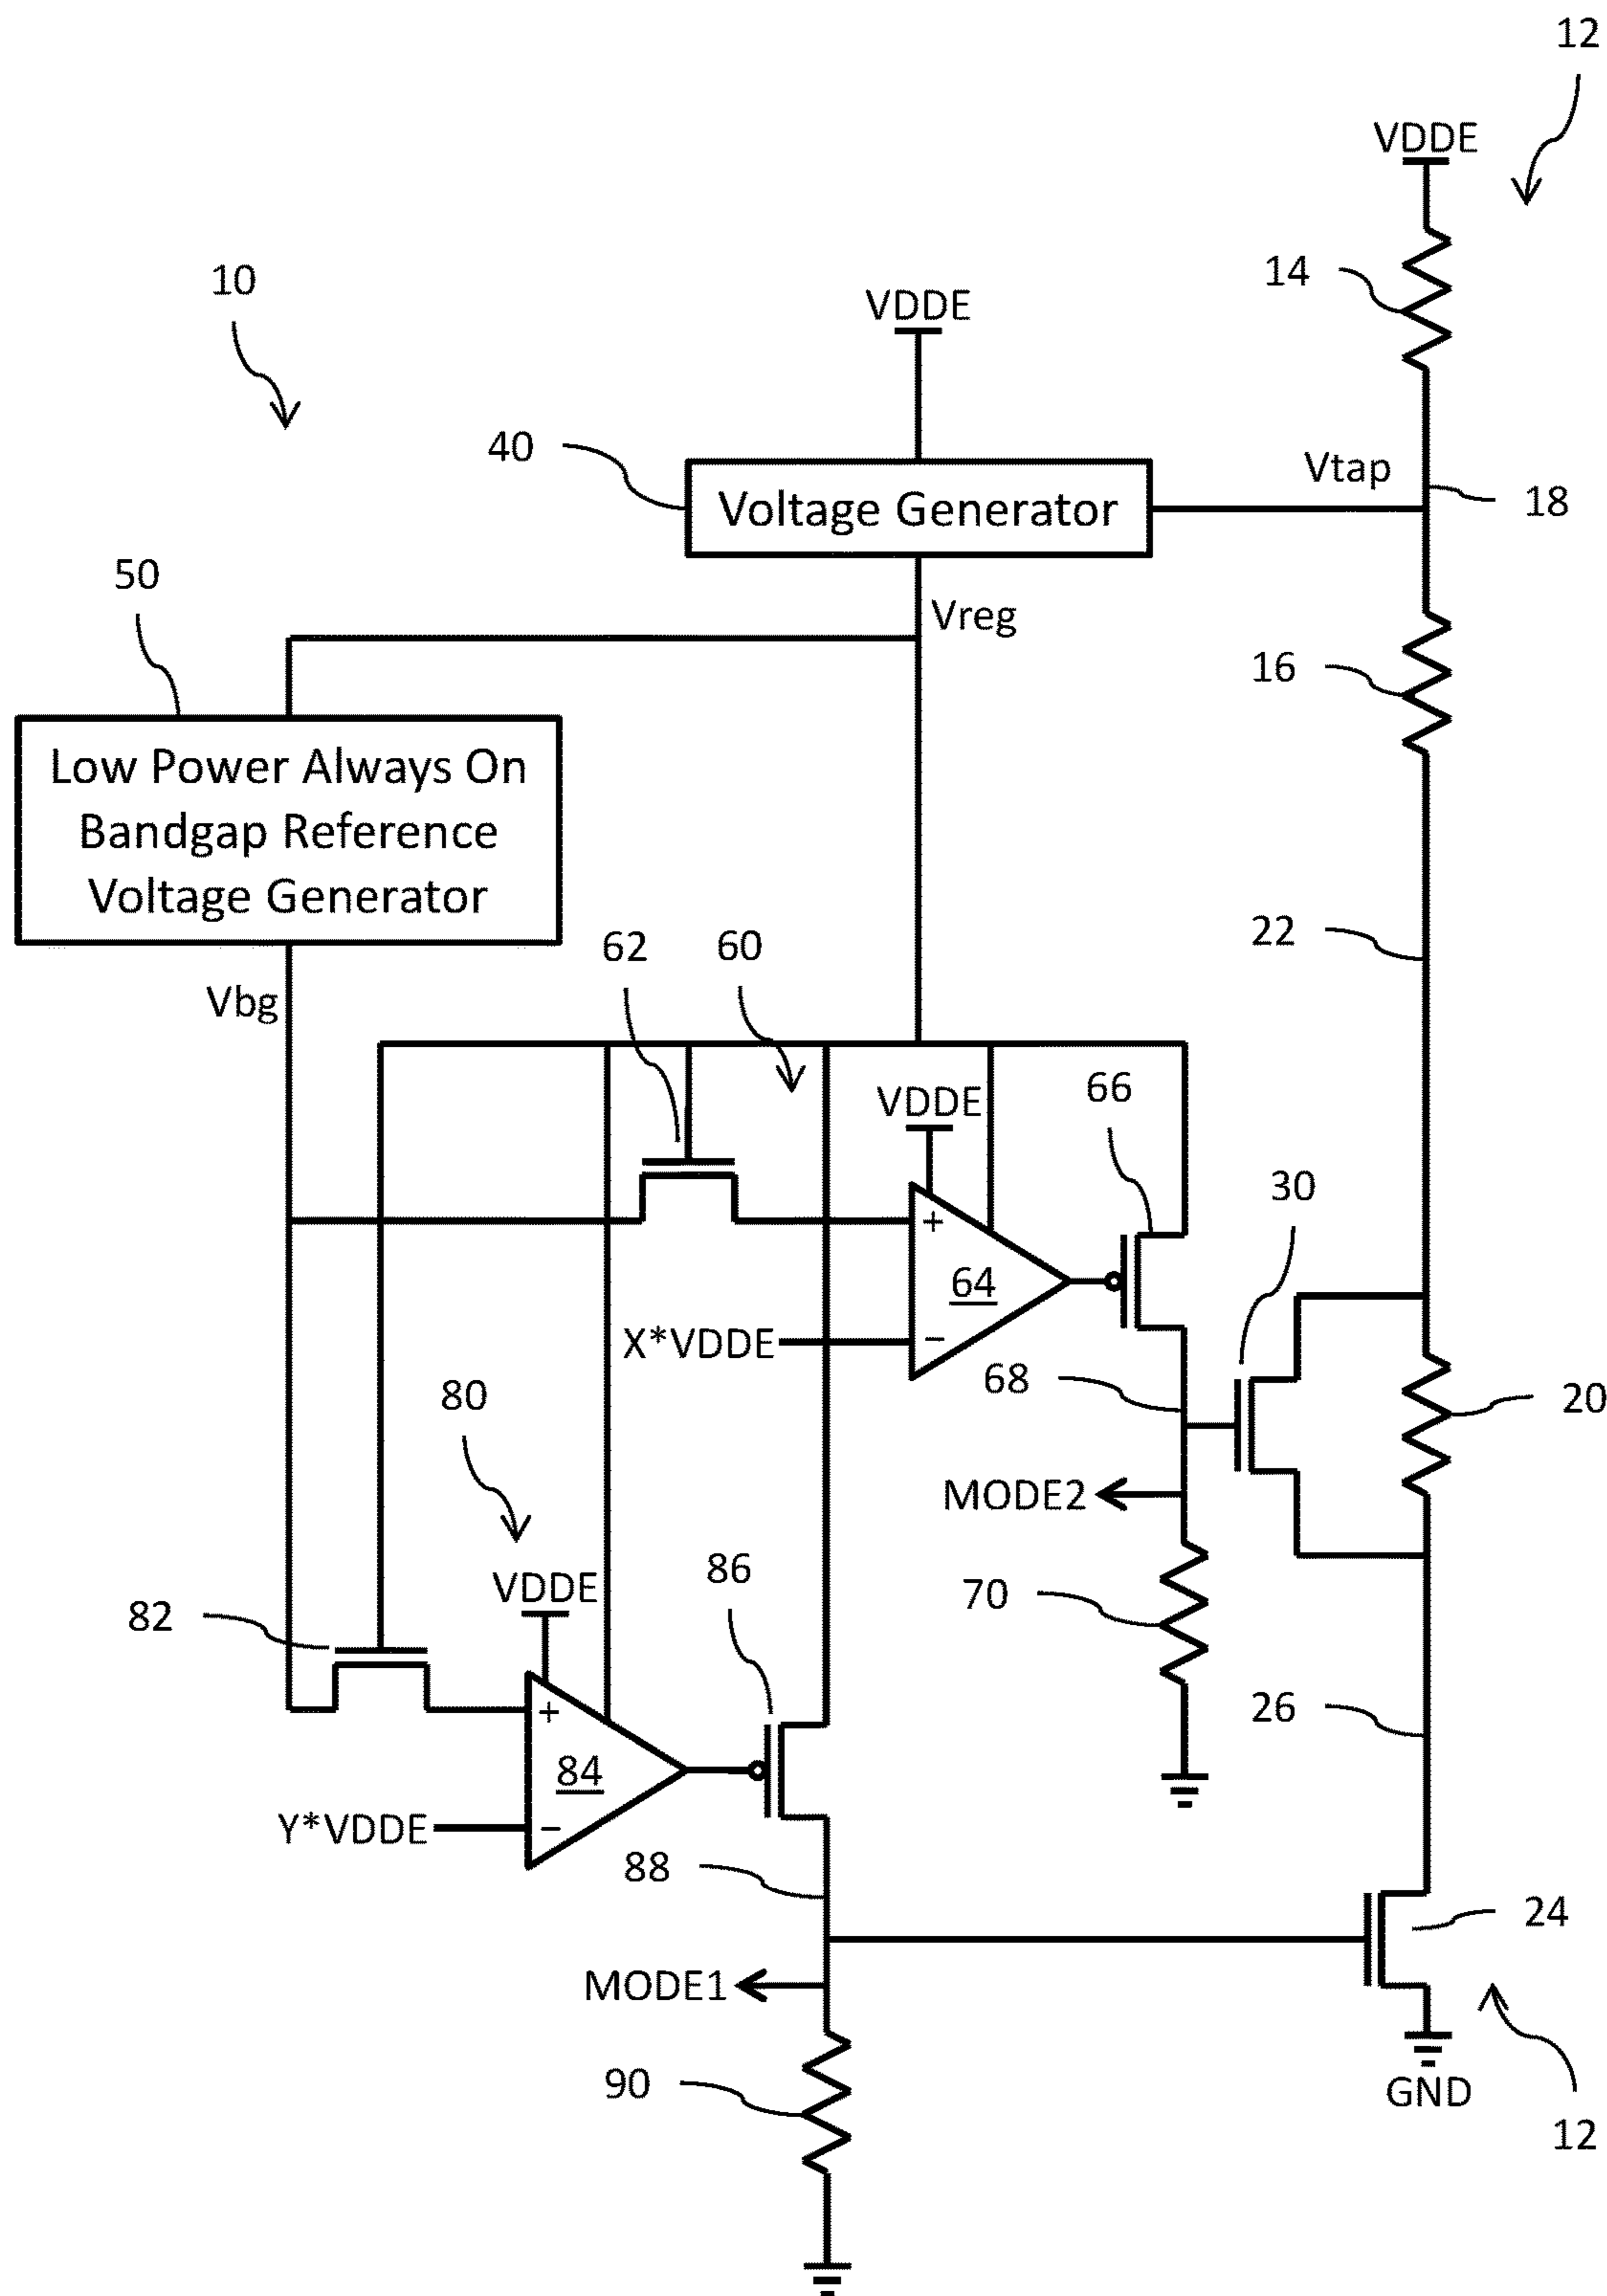 12
VDDE
14
10
VDDE
40
Voltage Generator
Vtap
18
50
Vreg
16
Low Power Always On
Bandgap Reference
Voltage Generator
22
62
60
Vbg
66
VDDE
30
+
64
X*VDDE
−
68
80
20
MODE2
86
VDDE
70
82
26
+
84
Y*VDDE
−
88
24
MODE1
90
GND
12